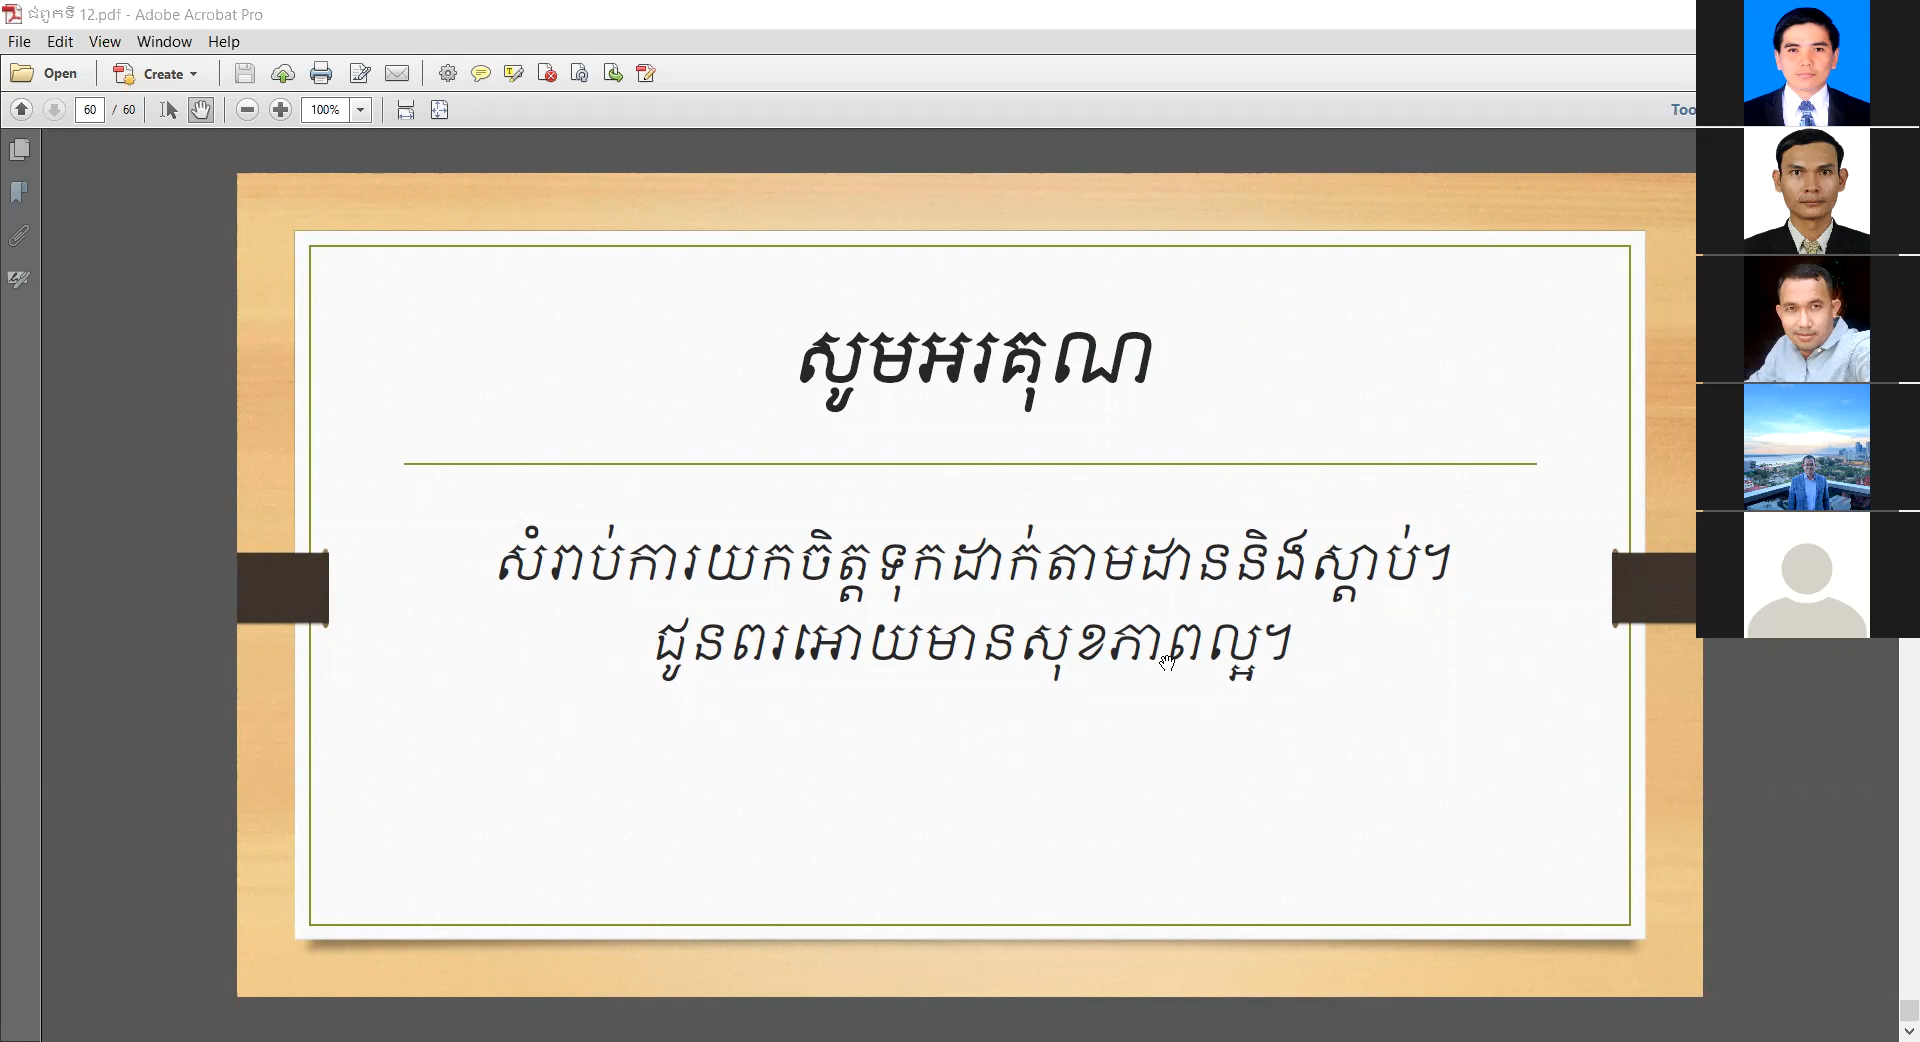 ជំពូកទី 12.pdf - Adobe Acrobat Pro
File Edit View Window Help
Open Create
60 / 60 100% Too
សូមអរគុណ
សំរាប់ការយកចិត្តទុកដាក់តាមដាននិងស្តាប់។
ជូនពរអោយមានសុខភាពល្អ។